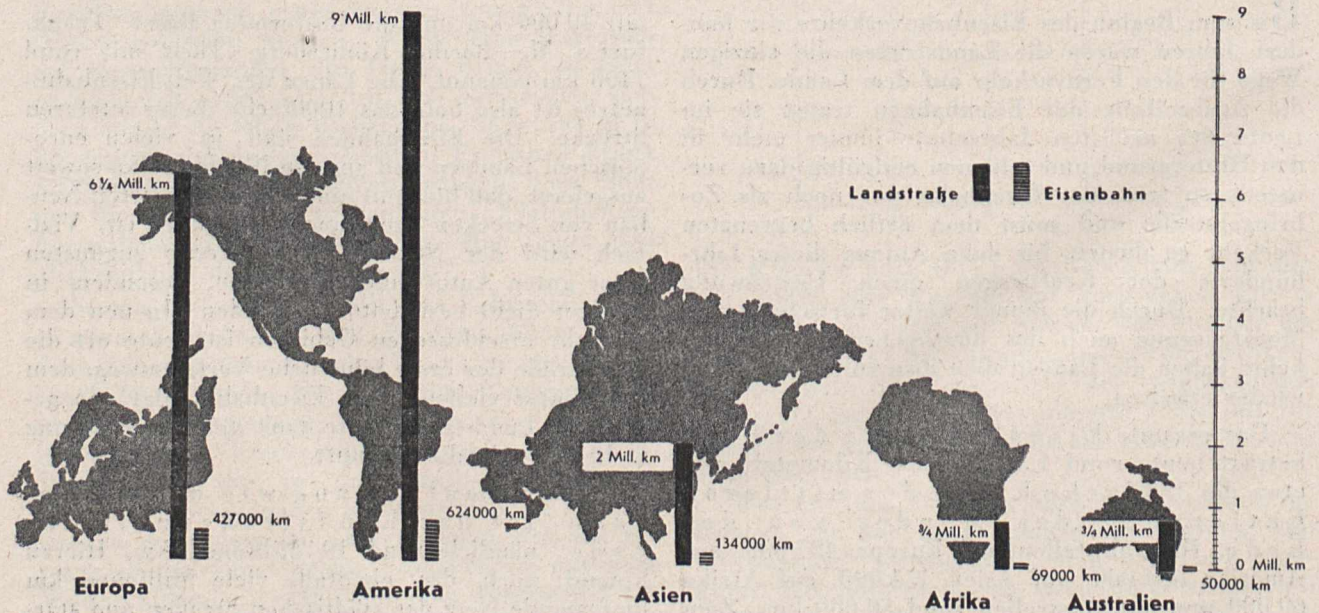 9 Mill. km
6 1/4 Mill. km
Landstraße Eisenbahn
2 Mill. km
427000 km
624000 km
134000 km
3/4 Mill. km
69000 km
3/4 Mill. km
50000 km
9
8
7
6
5
4
3
2
1
0 Mill. km
Europa
Amerika
Asien
Afrika
Australien